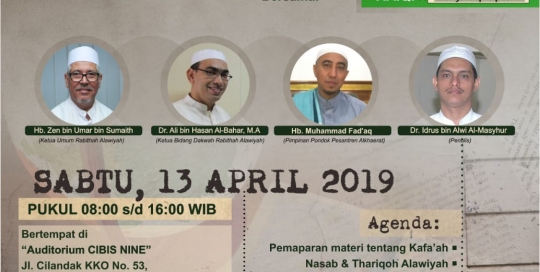 Bersama:
Hb. Zen bin Umar bin Sumaith
(Ketua Umum Rabithah Alawiyah)
Dr. Ali bin Hasan Al-Bahar, M.A
(Ketua Bidang Dakwah Rabithah Alawiyah)
Hb. Muhammad Fad'aq
(Pimpinan Pondok Pesantren Alkhaerat)
Dr. Idrus bin Alwi Al-Masyhur
(Penulis)
SABTU, 13 APRIL 2019
PUKUL 08:00 s/d 16:00 WIB
Bertempat di
“Auditorium CIBIS NINE”
Jl. Cilandak KKO No. 53,
Agenda:
Pemaparan materi tentang Kafa’ah
Nasab & Thariqoh Alawiyah